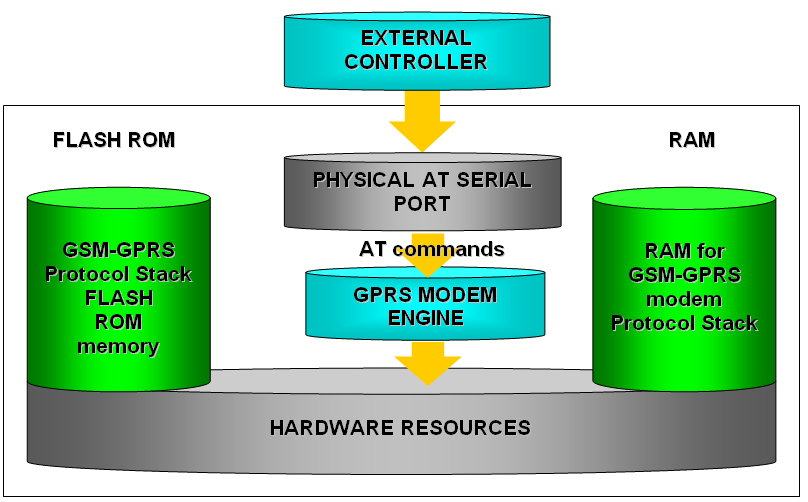 EXTERNAL
CONTROLLER
FLASH ROM
RAM
PHYSICAL AT SERIAL
PORT
AT commands
GSM-GPRS
Protocol Stack
FLASH
ROM
memory
GPRS MODEM
ENGINE
RAM for
GSM-GPRS
modem
Protocol Stack
HARDWARE RESOURCES